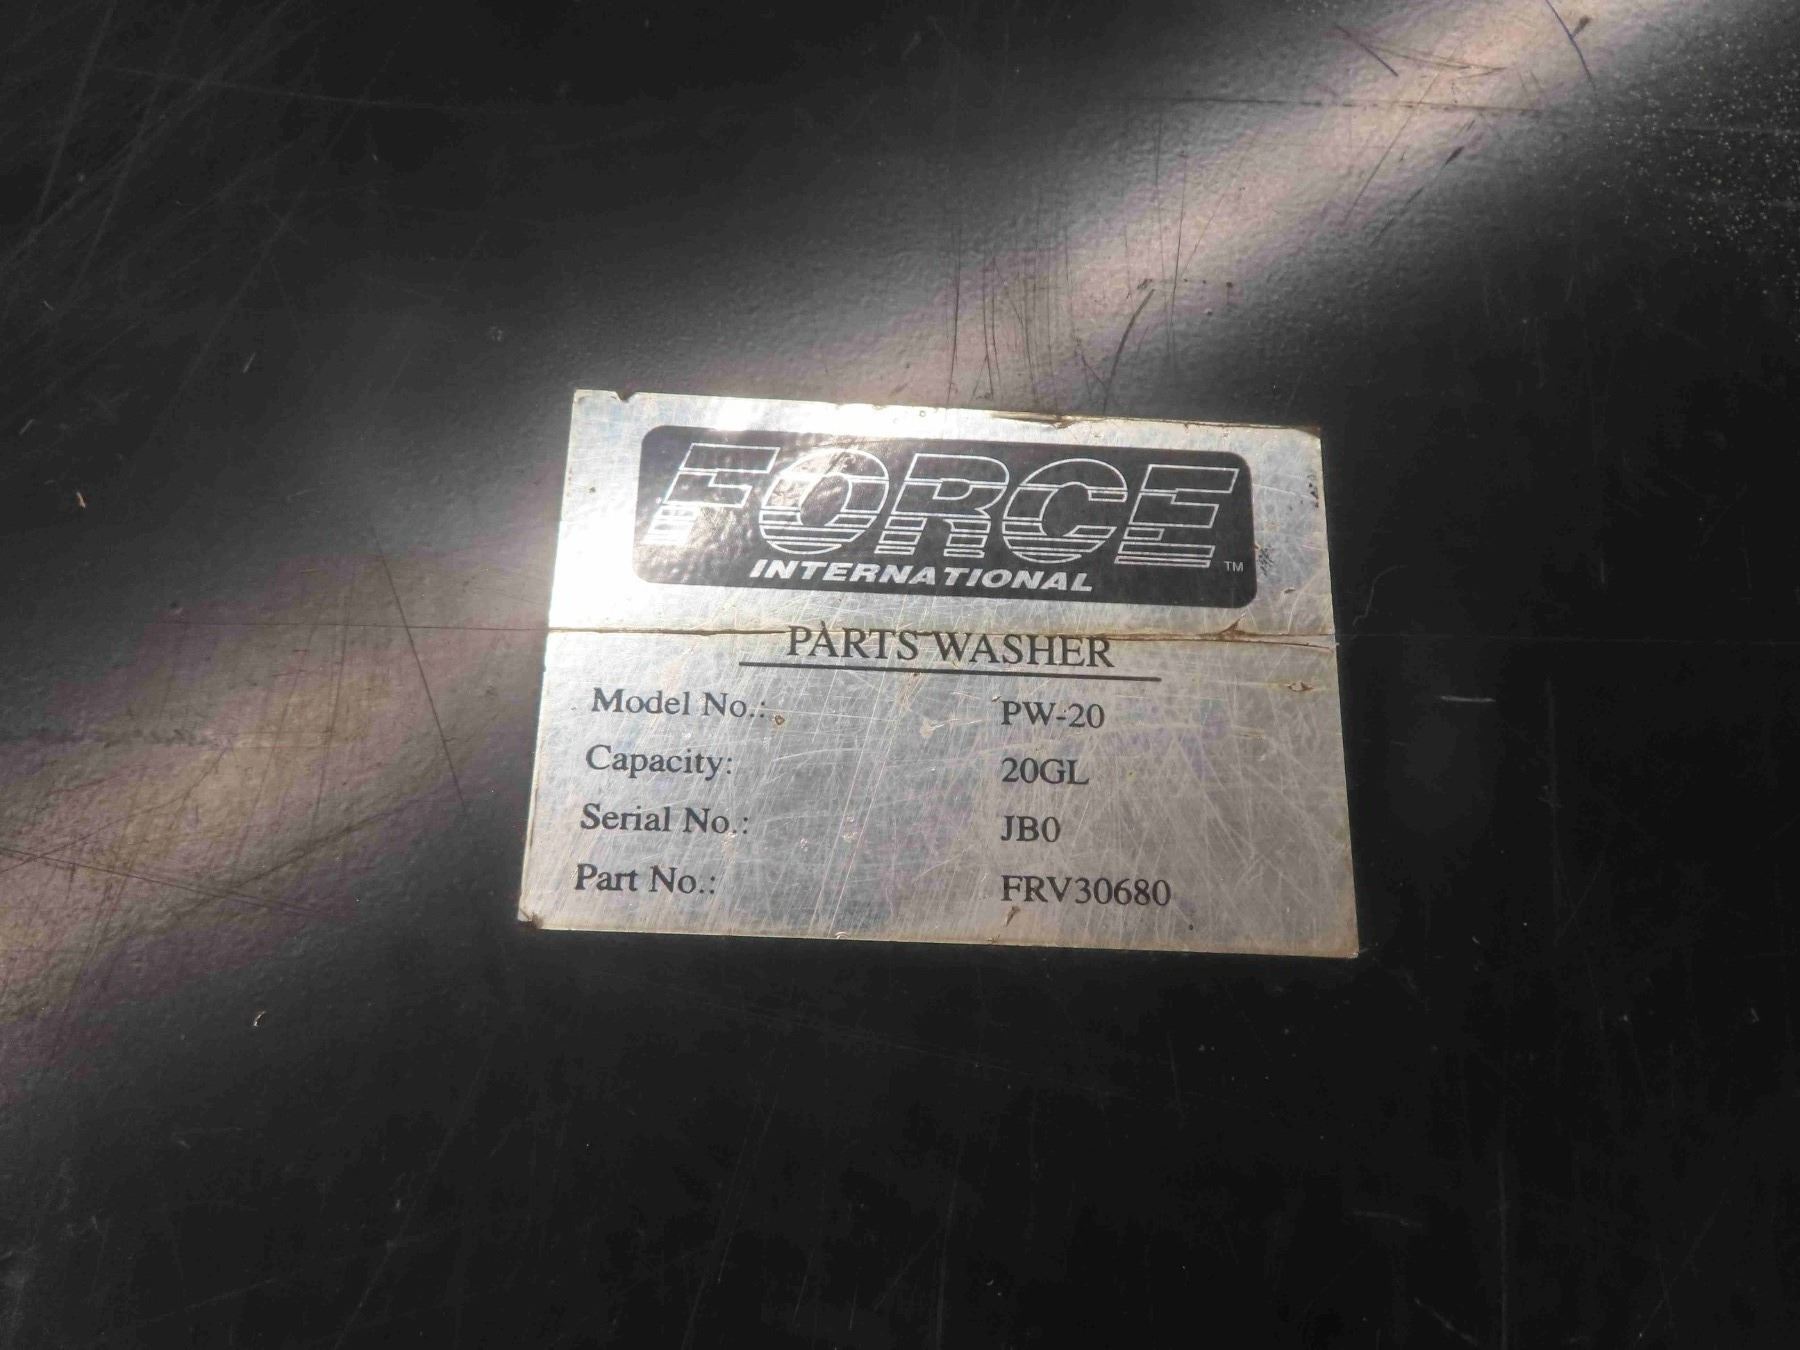 FORCE TM
INTERNATIONAL
PARTS WASHER
Model No.: PW-20
Capacity: 20GL
Serial No.: JB0
Part No.: FRV30680